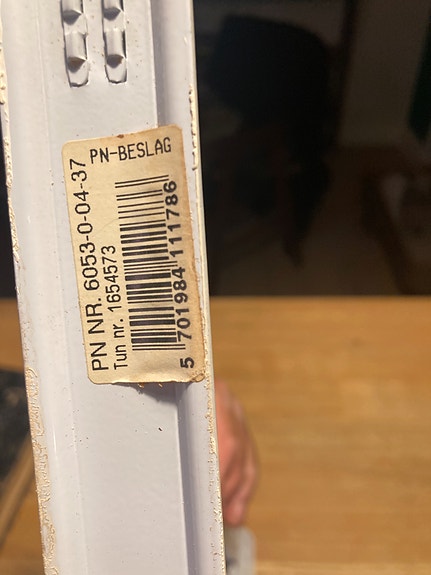 PN-BESLAG
PN NR. 6053-0-04-37
Tun nr. 1654573
5 701984 111786